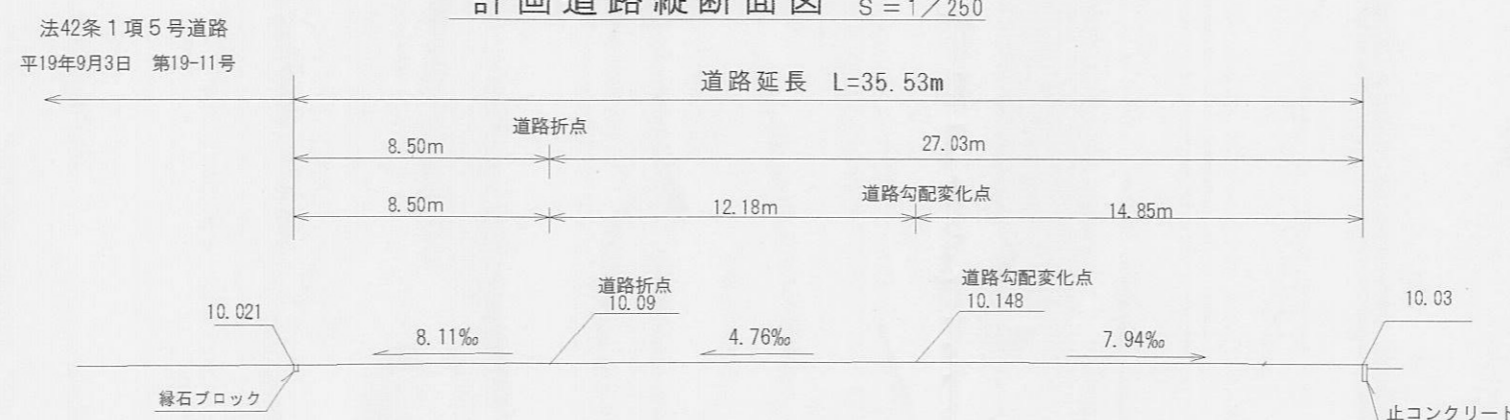 計画道路縦断面図 S=1/250
法42条1項5号道路
平19年9月3日 第19-11号
道路延長 L=35.53m
道路折点
8.50m
27.03m
道路勾配変化点
8.50m
12.18m
14.85m
道路折点
道路勾配変化点
10.021
10.09
10.148
10.03
8.11‰
4.76‰
7.94‰
縁石ブロック
止コンクリート